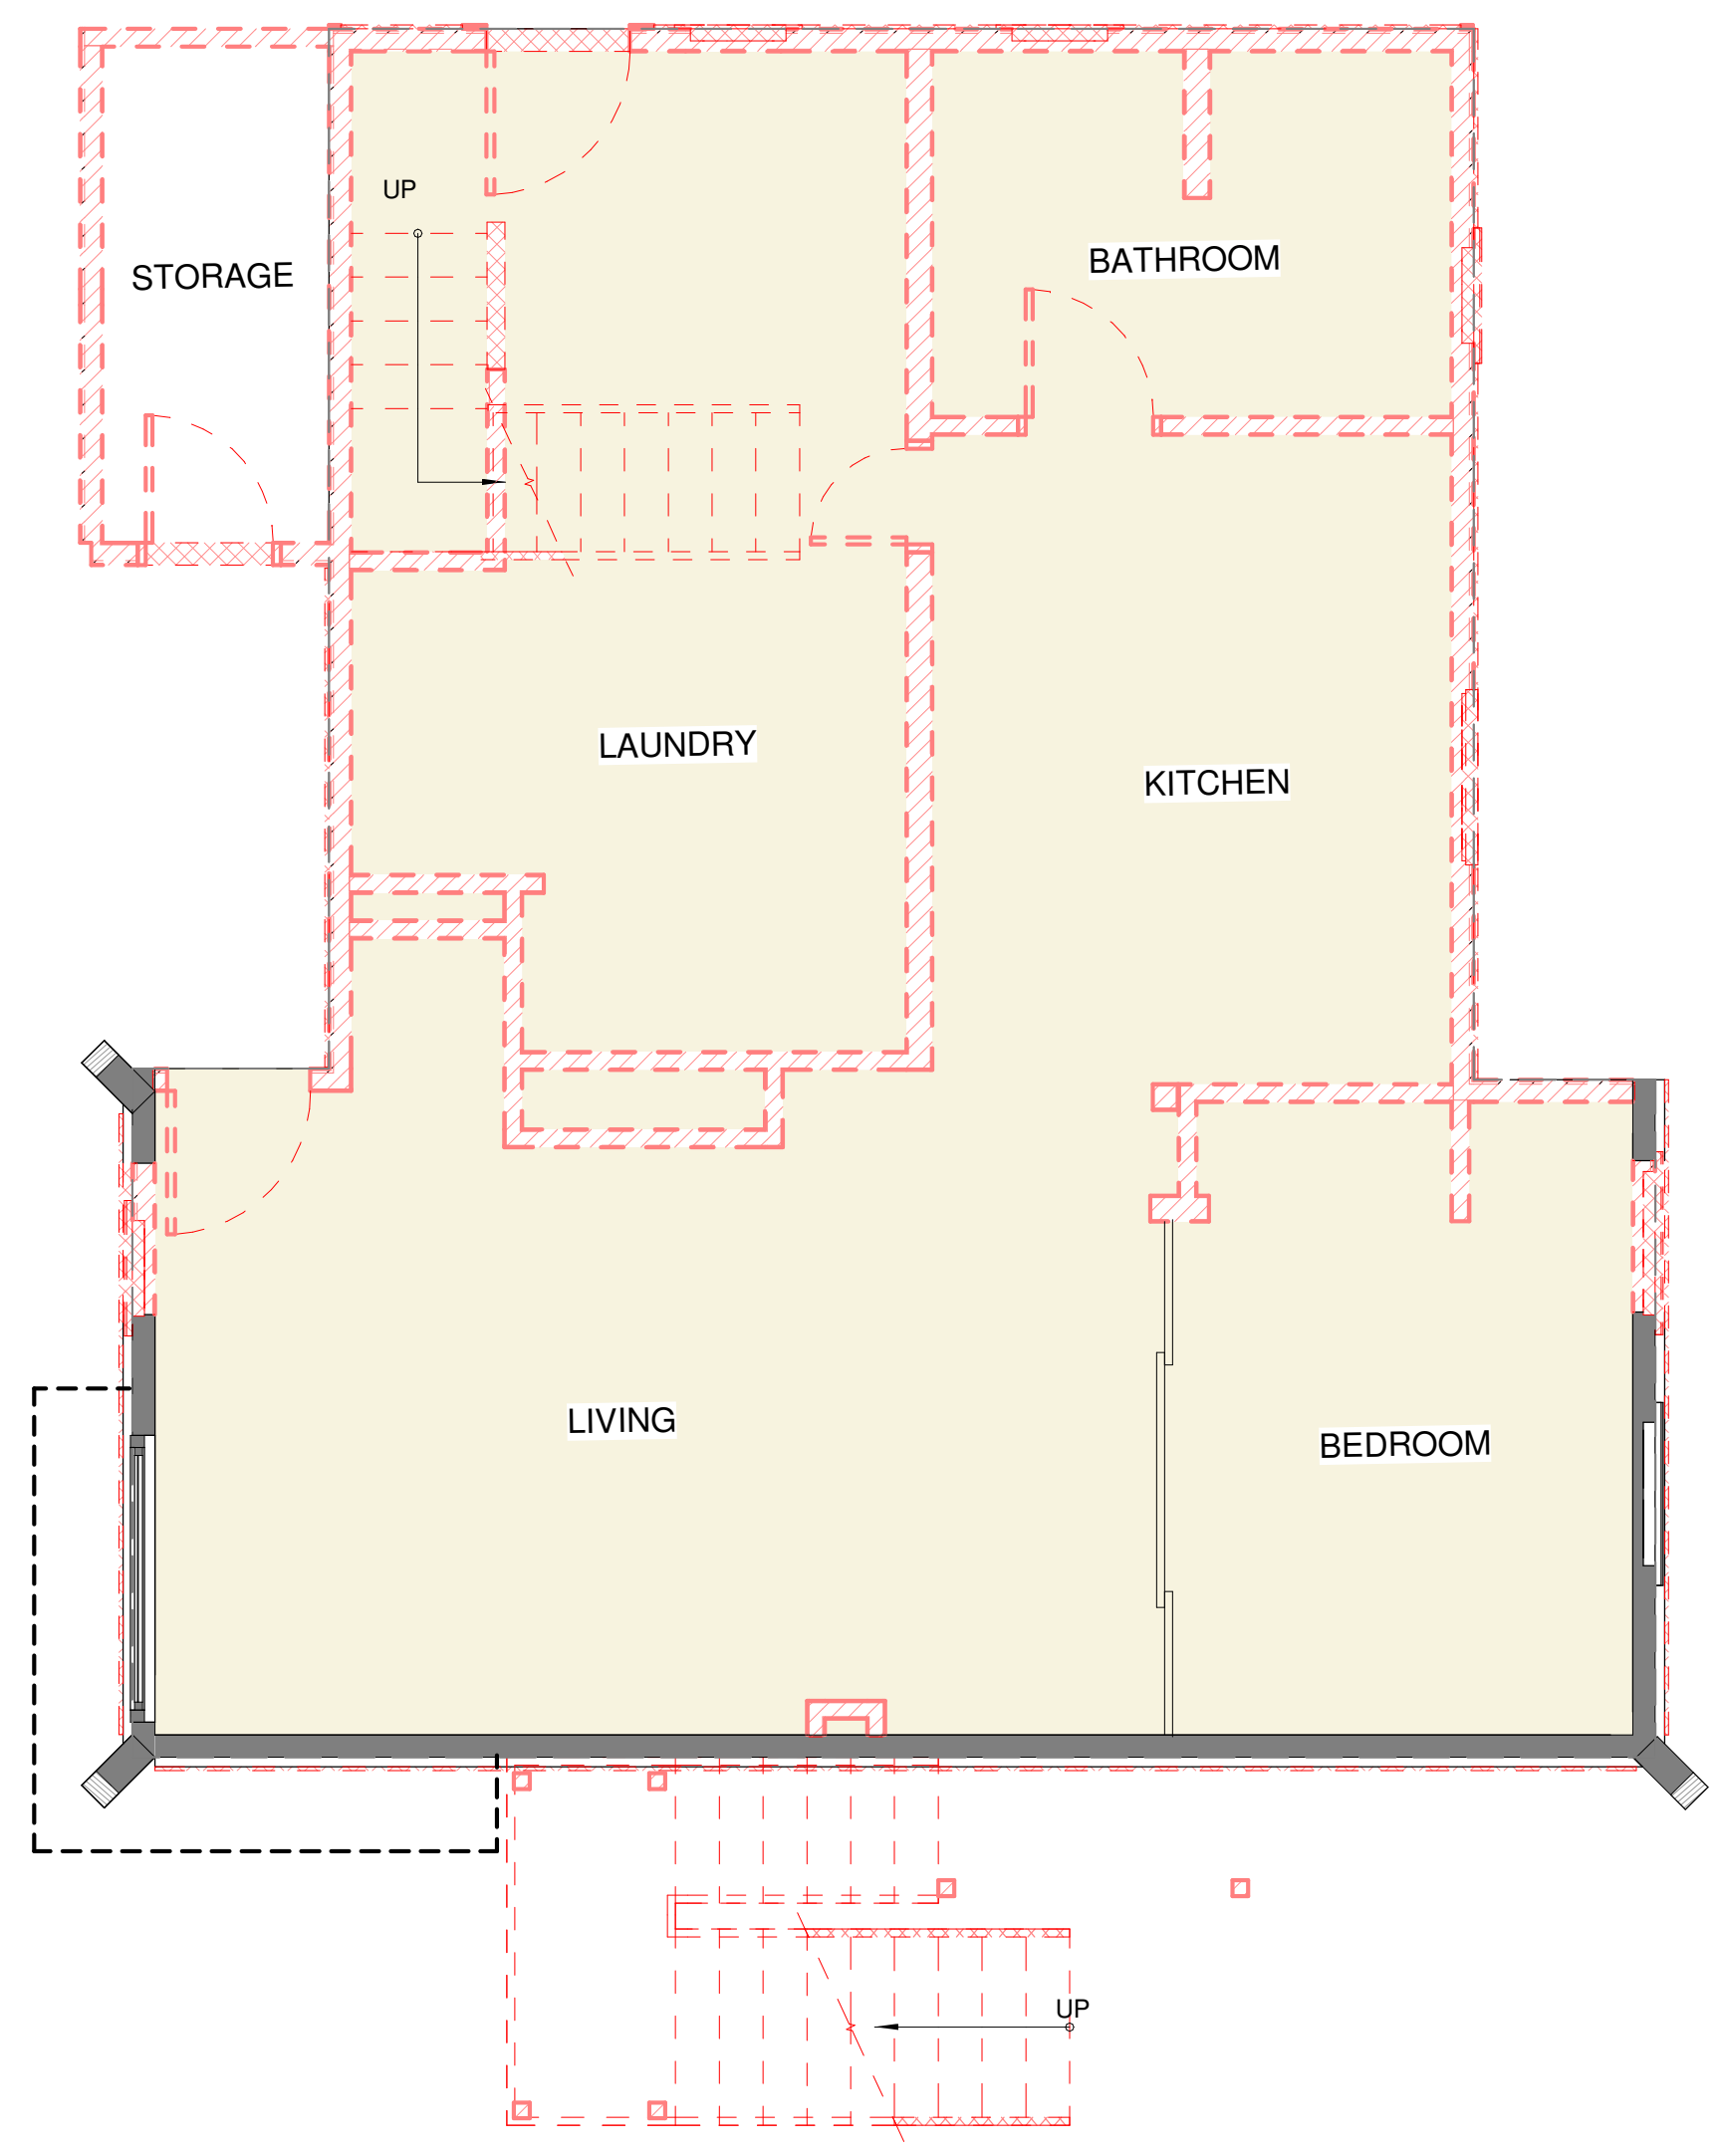 UP
STORAGE
BATHROOM
LAUNDRY
KITCHEN
LIVING
BEDROOM
UP